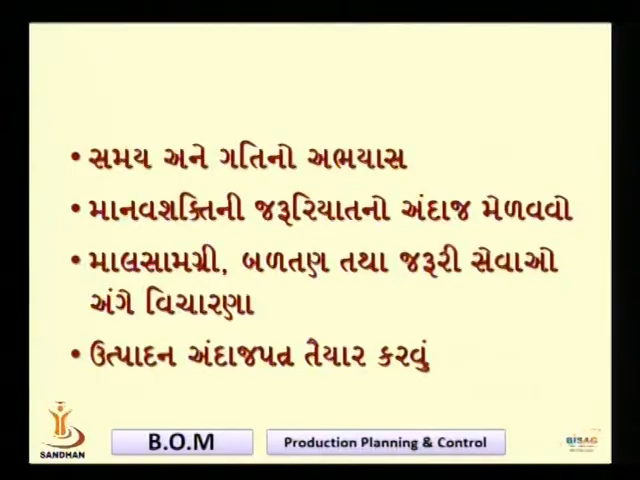 • સમય અને ગતિનો અભયાસ
• માનવશક્તિની જરૂરિયાતનો અંદાજ મેળવવો
• માલસામગ્રી, બળતણ તથા જરૂરી સેવાઓ
અંગે વિચારણા
• ઉત્પાદન અંદાજપત્ર તૈયાર કરવું
SANDHAN
B.O.M
Production Planning & Control
BISAG